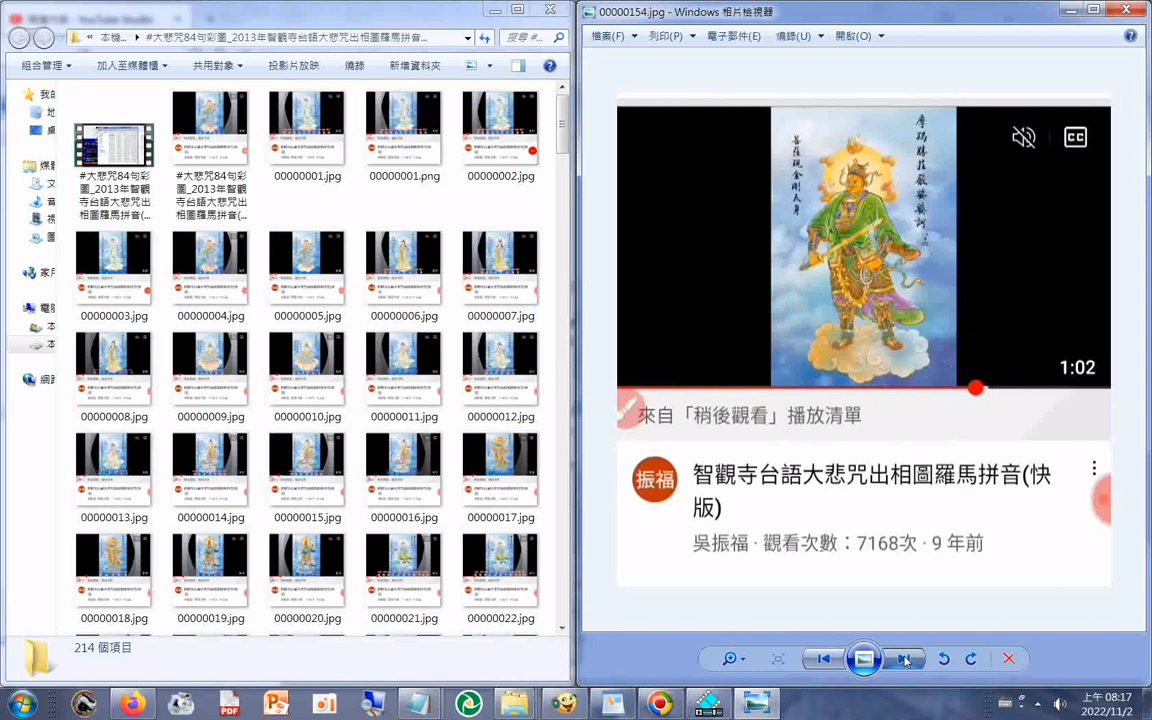 本機...
#大悲咒84句彩圖_2013年智觀寺台語大悲咒出相圖羅馬拼音...
搜尋 #...
組合管理
加入至媒體櫃
共用對象
投影片放映
燒錄
新增資料夾
#大悲咒84句彩圖_2013年智觀寺台語大悲咒出相圖羅馬拼音(...
#大悲咒84句彩圖_2013年智觀寺台語大悲咒出相圖羅馬拼音(...
00000001.jpg
00000001.png
00000002.jpg
00000003.jpg
00000004.jpg
00000005.jpg
00000006.jpg
00000007.jpg
00000008.jpg
00000009.jpg
00000010.jpg
00000011.jpg
00000012.jpg
00000013.jpg
00000014.jpg
00000015.jpg
00000016.jpg
00000017.jpg
00000018.jpg
00000019.jpg
00000020.jpg
00000021.jpg
00000022.jpg
214 個項目
00000154.jpg - Windows 相片檢視器
檔案(F)
列印(P)
電子郵件(E)
燒錄(U)
開啟(O)
菩薩現金剛天身
CC
1:02
來自「稍後觀看」播放清單
振福
智觀寺台語大悲咒出相圖羅馬拼音(快
版)
吳振福 · 觀看次數：7168次 · 9 年前
PDF
上午 08:17
2022/11/2